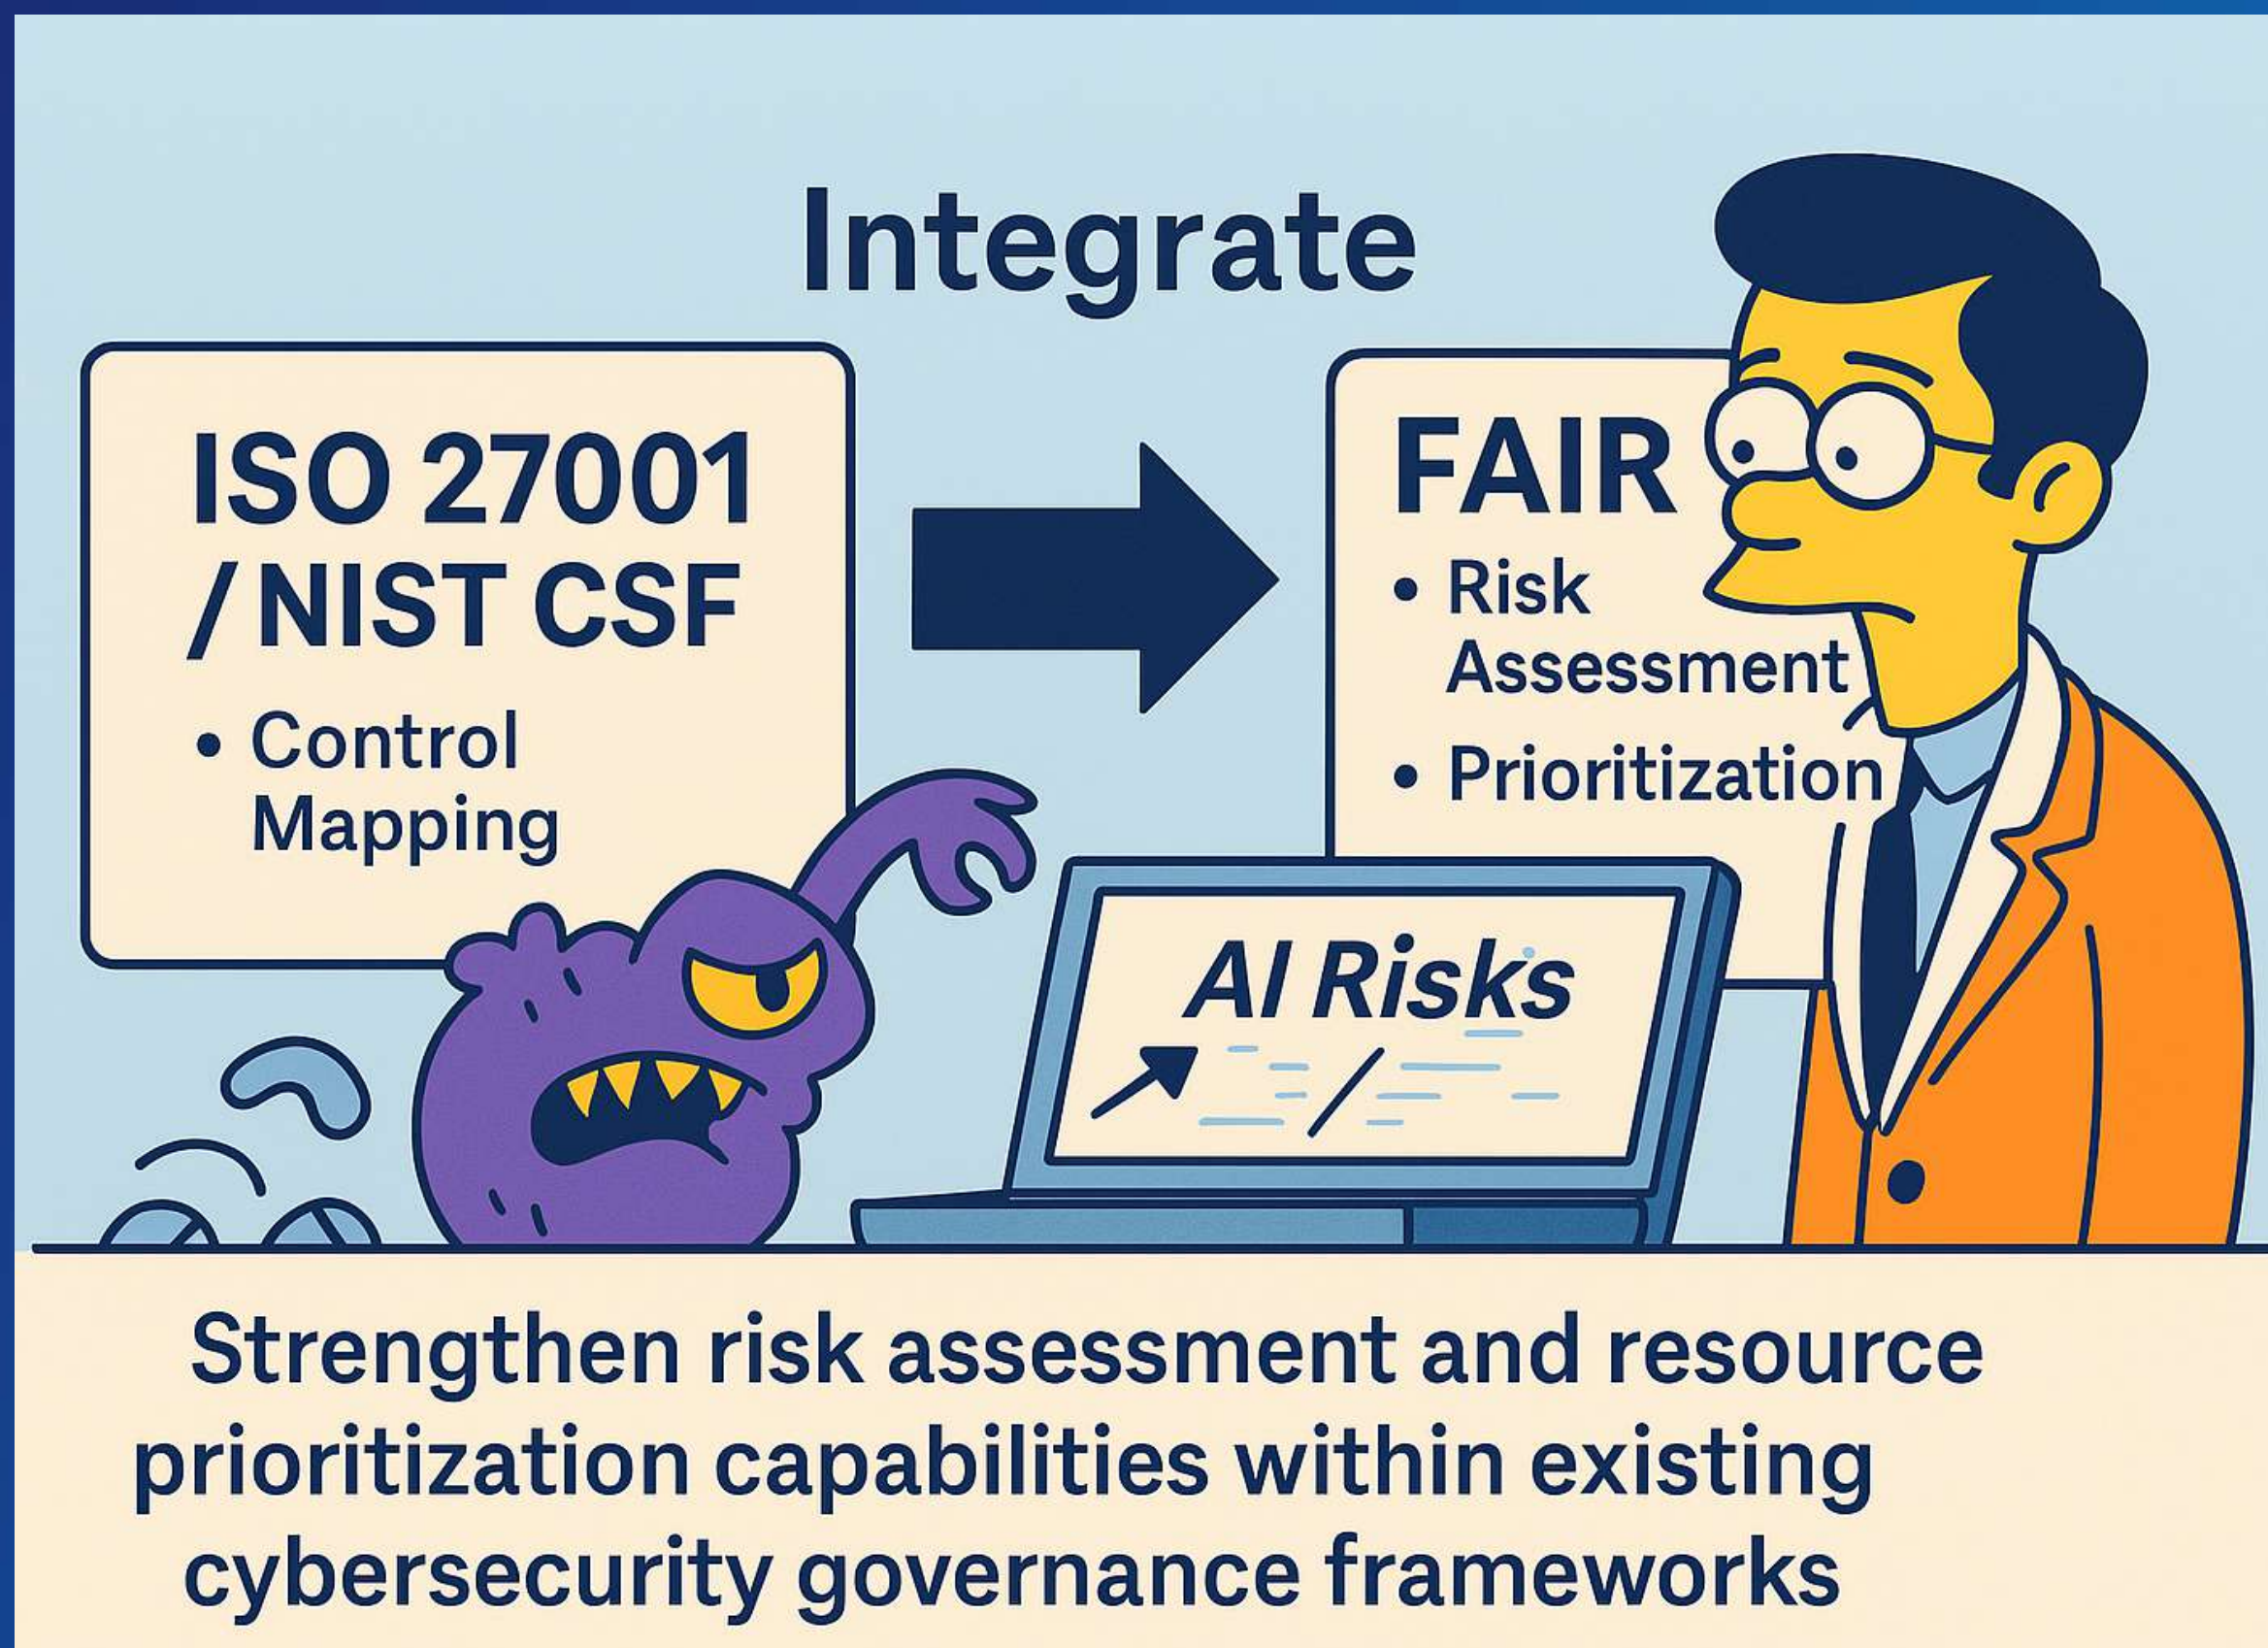 Integrate
ISO 27001
/ NIST CSF
• Control
Mapping
FAIR
• Risk
Assessment
• Prioritization
AI Risks
Strengthen risk assessment and resource
prioritization capabilities within existing
cybersecurity governance frameworks